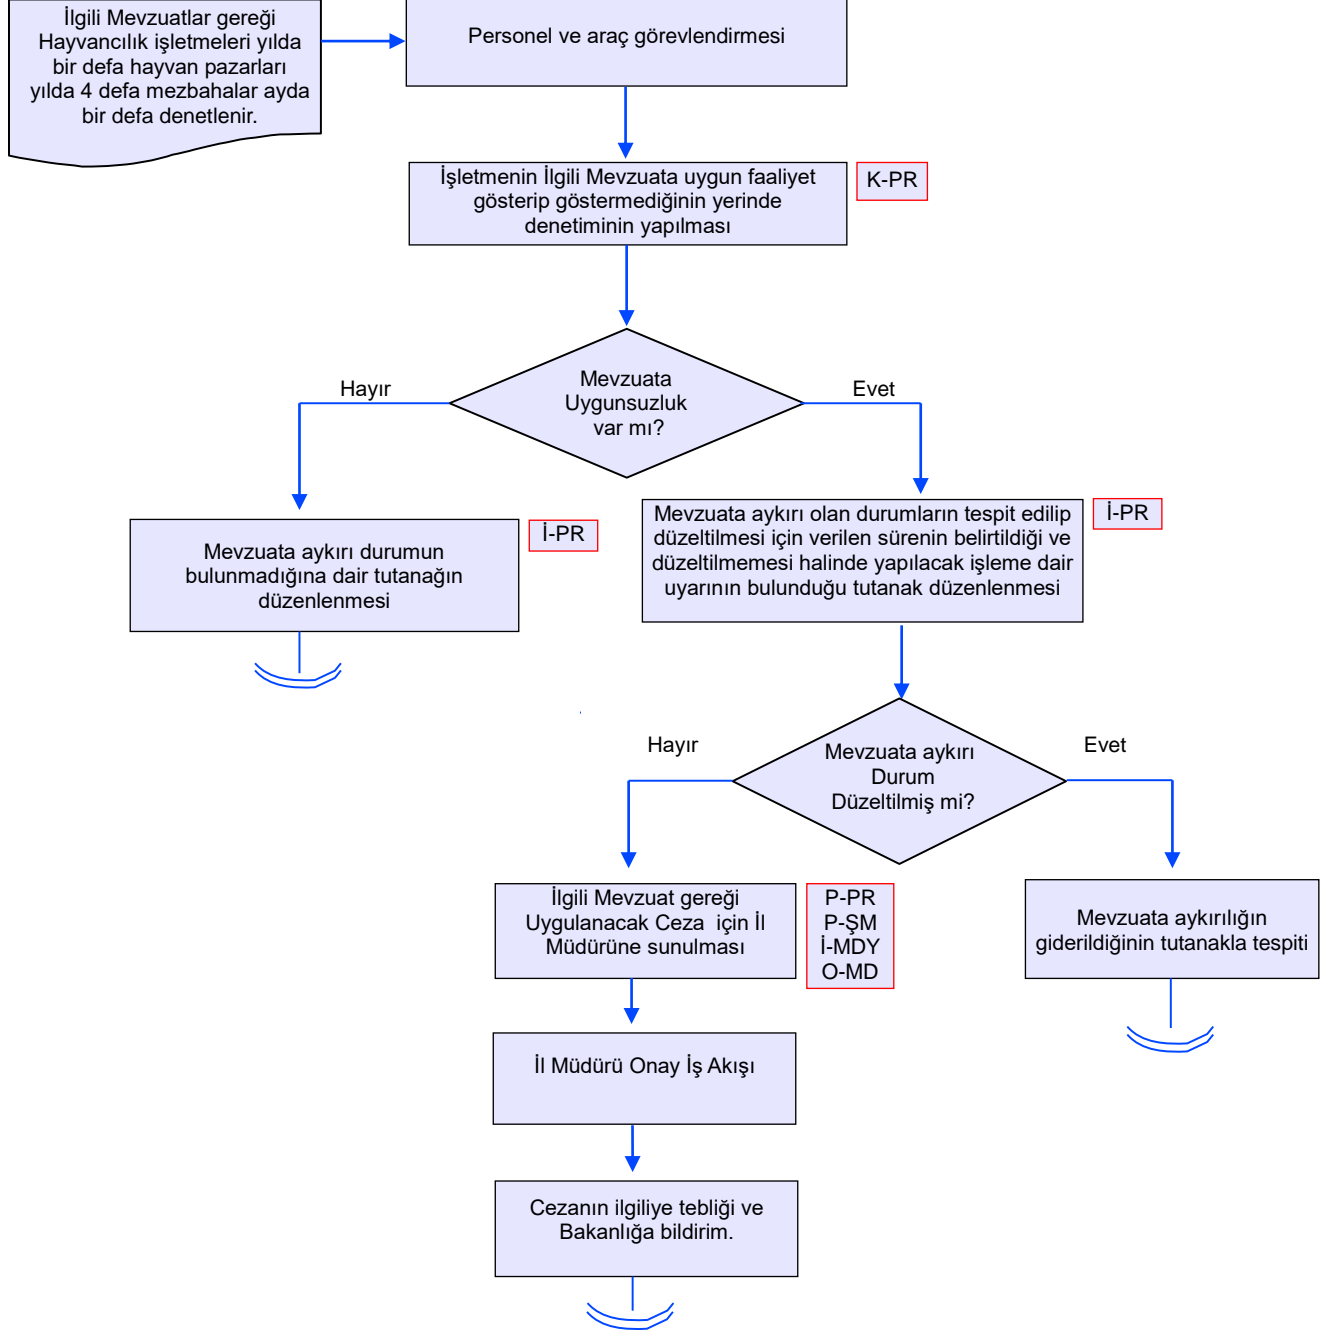 İlgili Mevzuatlar gereği
Hayvancılık işletmeleri yılda
bir defa hayvan pazarları
yılda 4 defa mezbahalar ayda
bir defa denetlenir.
Personel ve araç görevlendirmesi
İşletmenin İlgili Mevzuata uygun faaliyet
gösterip göstermediğinin yerinde
denetiminin yapılması
K-PR
Mevzuata
Uygunsuzluk
var mı?
Hayır
Evet
Mevzuata aykırı durumun
bulunmadığına dair tutanağın
düzenlenmesi
İ-PR
Mevzuata aykırı olan durumların tespit edilip
düzeltilmesi için verilen sürenin belirtildiği ve
düzeltilmemesi halinde yapılacak işleme dair
uyarının bulunduğu tutanak düzenlenmesi
İ-PR
Hayır
Mevzuata aykırı
Durum
Düzeltilmiş mi?
Evet
İlgili Mevzuat gereği
Uygulanacak Ceza  için İl
Müdürüne sunulması
P-PR
P-ŞM
İ-MDY
O-MD
Mevzuata aykırılığın
giderildiğinin tutanakla tespiti
İl Müdürü Onay İş Akışı
Cezanın ilgiliye tebliği ve
Bakanlığa bildirim.